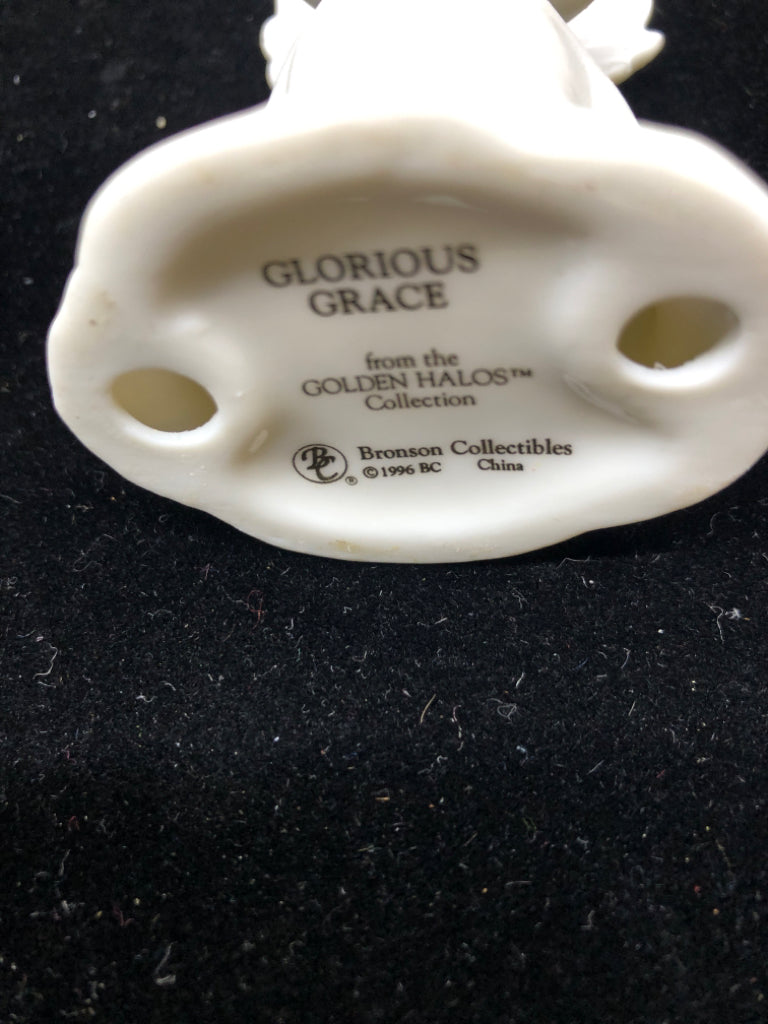 GLORIOUS
GRACE
from the
GOLDEN HALOS™
Collection
BC® Bronson Collectibles
©1996 BC China